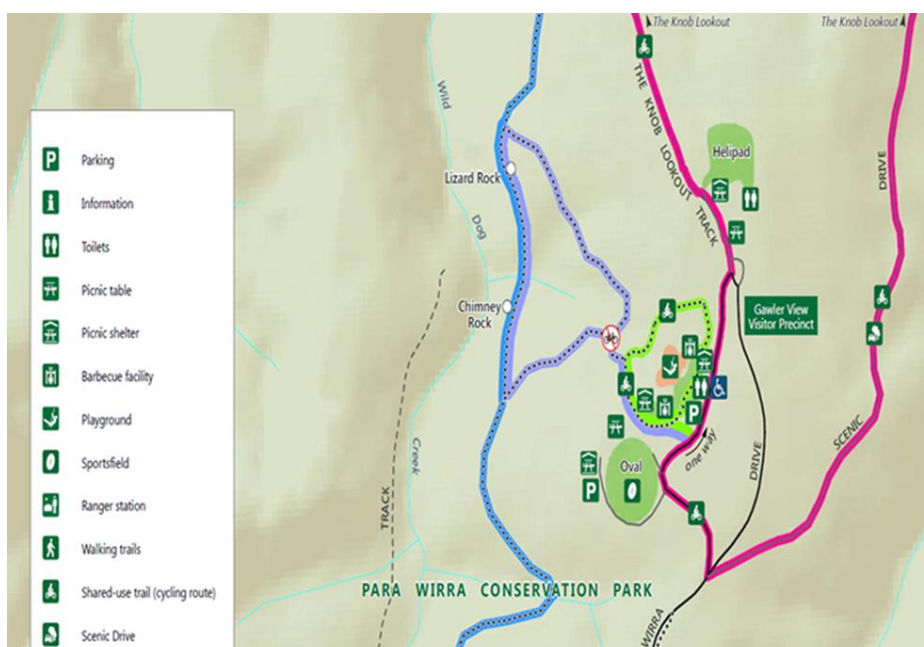 The Knob Lookout
The Knob Lookout
THE KNOB LOOKOUT TRACK
Wild
Dog
Creek
Lizard Rock
Chimney
Rock
Helipad
DRIVE
SCENIC
Gawler View
Visitor Precinct
P
one way
DRIVE
Oval
P
TRACK
PARA WIRRA CONSERVATION PARK
WIRRA
P
Parking
Information
Toilets
Picnic table
Picnic shelter
Barbecue facility
Playground
Sportsfield
Ranger station
Walking trails
Shared-use trail (cycling route)
Scenic Drive